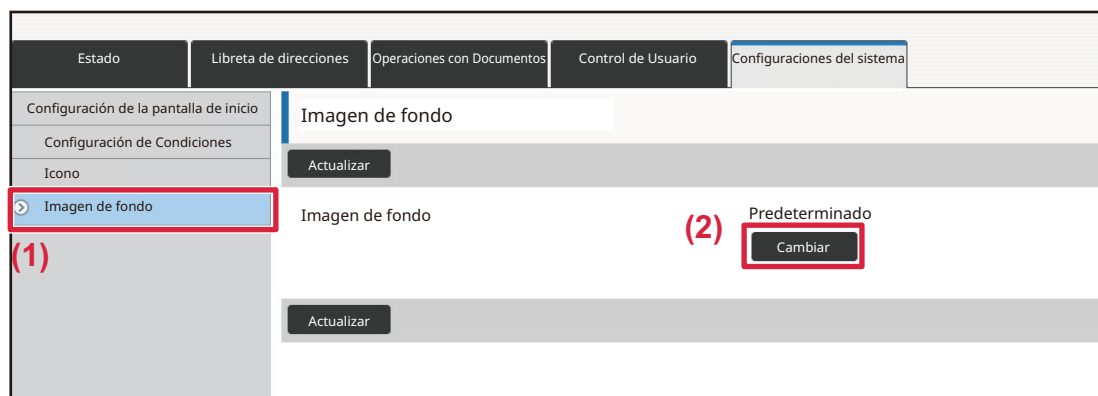 Estado
Libreta de direcciones
Operaciones con Documentos
Control de Usuario
Configuraciones del sistema
Configuración de la pantalla de inicio
Configuración de Condiciones
Icono
Imagen de fondo
(1)
Imagen de fondo
Actualizar
Imagen de fondo
Predeterminado
(2)
Cambiar
Actualizar